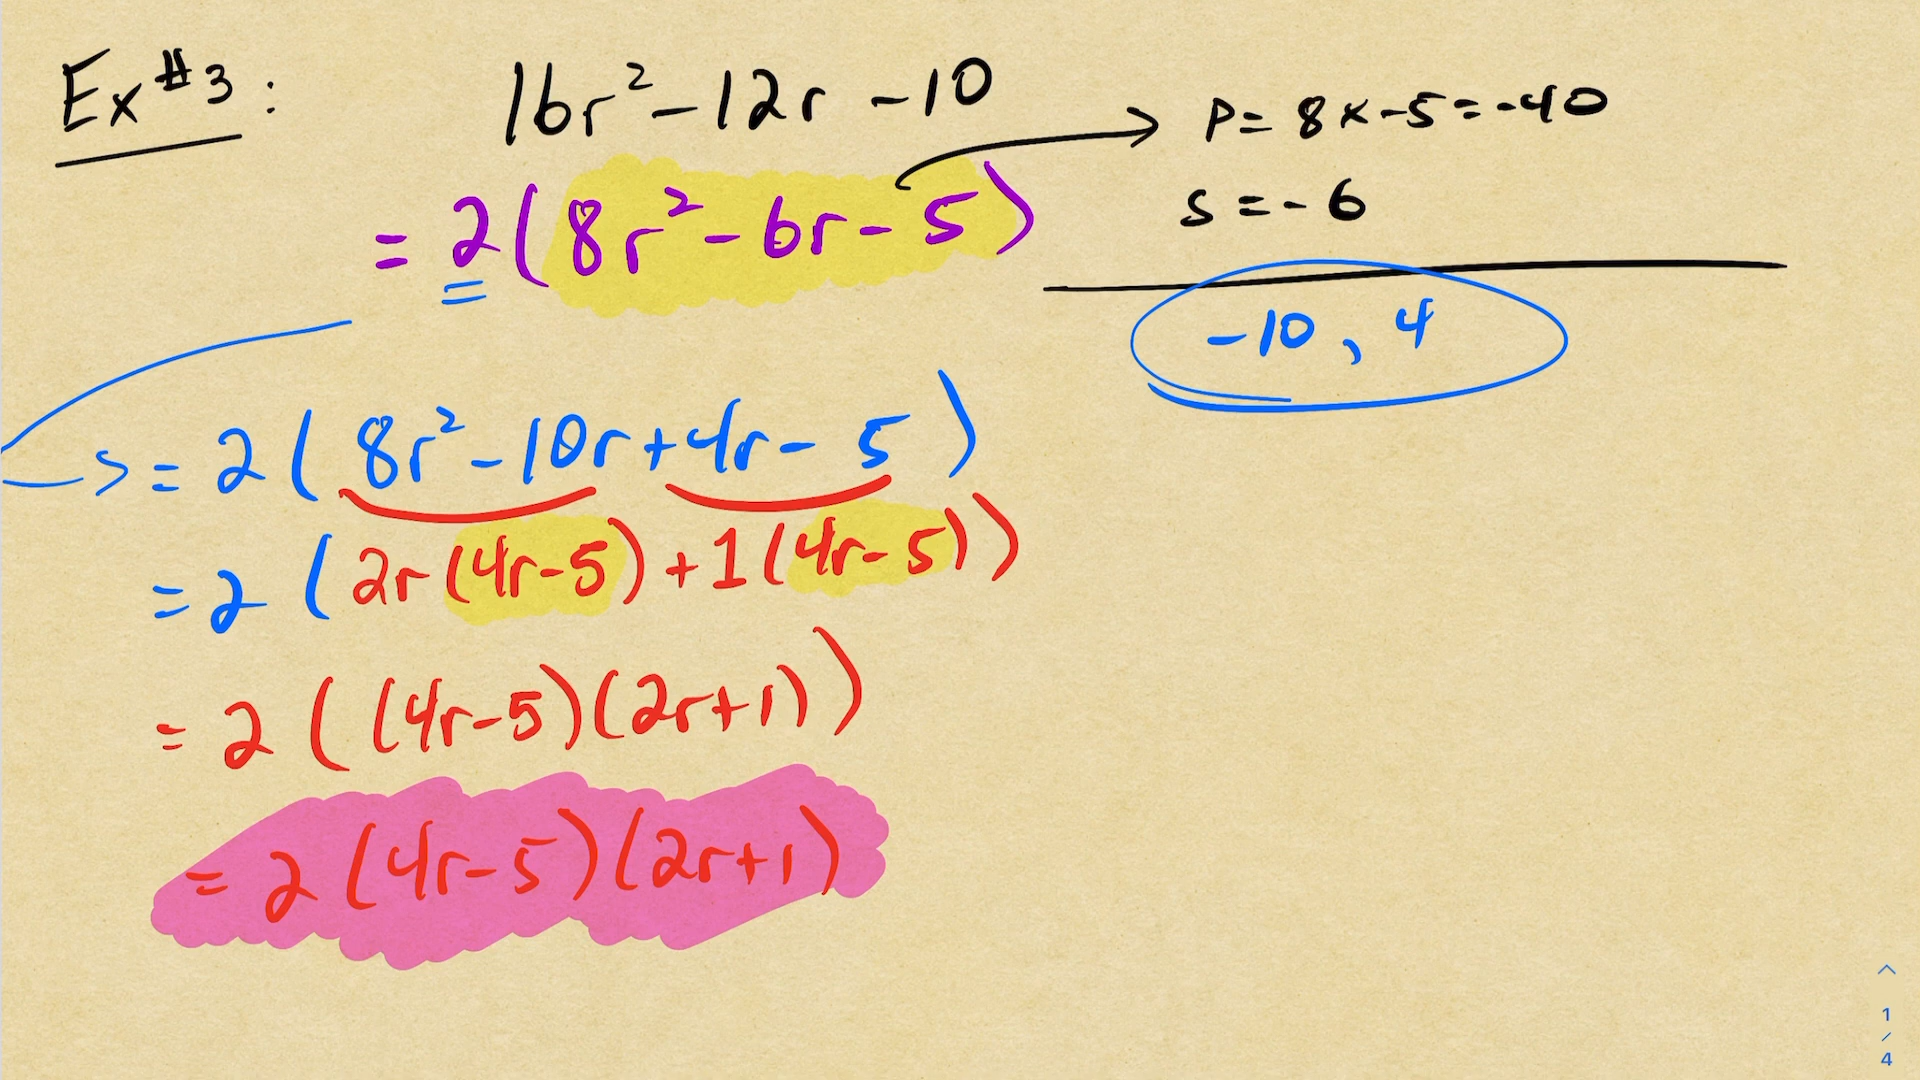 Ex #3 :
16r² - 12r - 10
= 2(8r² - 6r - 5)
P = 8 x -5 = -40
S = - 6
-10 , 4
= 2(8r² - 10r + 4r - 5)
= 2(2r(4r-5) + 1(4r-5))
= 2((4r-5)(2r+1))
= 2(4r-5)(2r+1)
1
/
4